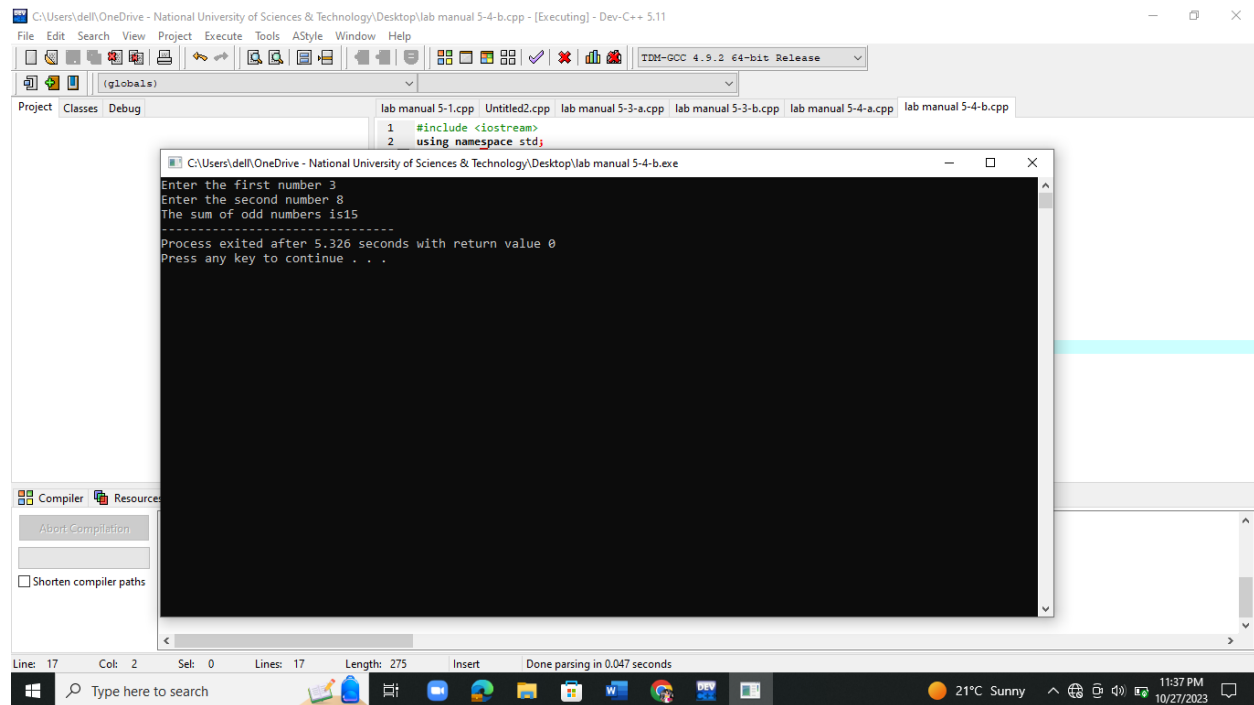 C:\Users\dell\OneDrive - National University of Sciences & Technology\Desktop\lab manual 5-4-b.cpp - [Executing] - Dev-C++ 5.11
File Edit Search View Project Execute Tools AStyle Window Help
TDM-GCC 4.9.2 64-bit Release
(globals)
Project Classes Debug
lab manual 5-1.cpp Untitled2.cpp lab manual 5-3-a.cpp lab manual 5-3-b.cpp lab manual 5-4-a.cpp lab manual 5-4-b.cpp
1 #include <iostream>
2 using namespace std;
C:\Users\dell\OneDrive - National University of Sciences & Technology\Desktop\lab manual 5-4-b.exe
Enter the first number 3
Enter the second number 8
The sum of odd numbers is15
--------------------------------
Process exited after 5.326 seconds with return value 0
Press any key to continue . . .
Compiler Resources
Abort Compilation
Shorten compiler paths
Line: 17 Col: 2 Sel: 0 Lines: 17 Length: 275 Insert Done parsing in 0.047 seconds
Type here to search
DEV
21°C Sunny
11:37 PM
10/27/2023